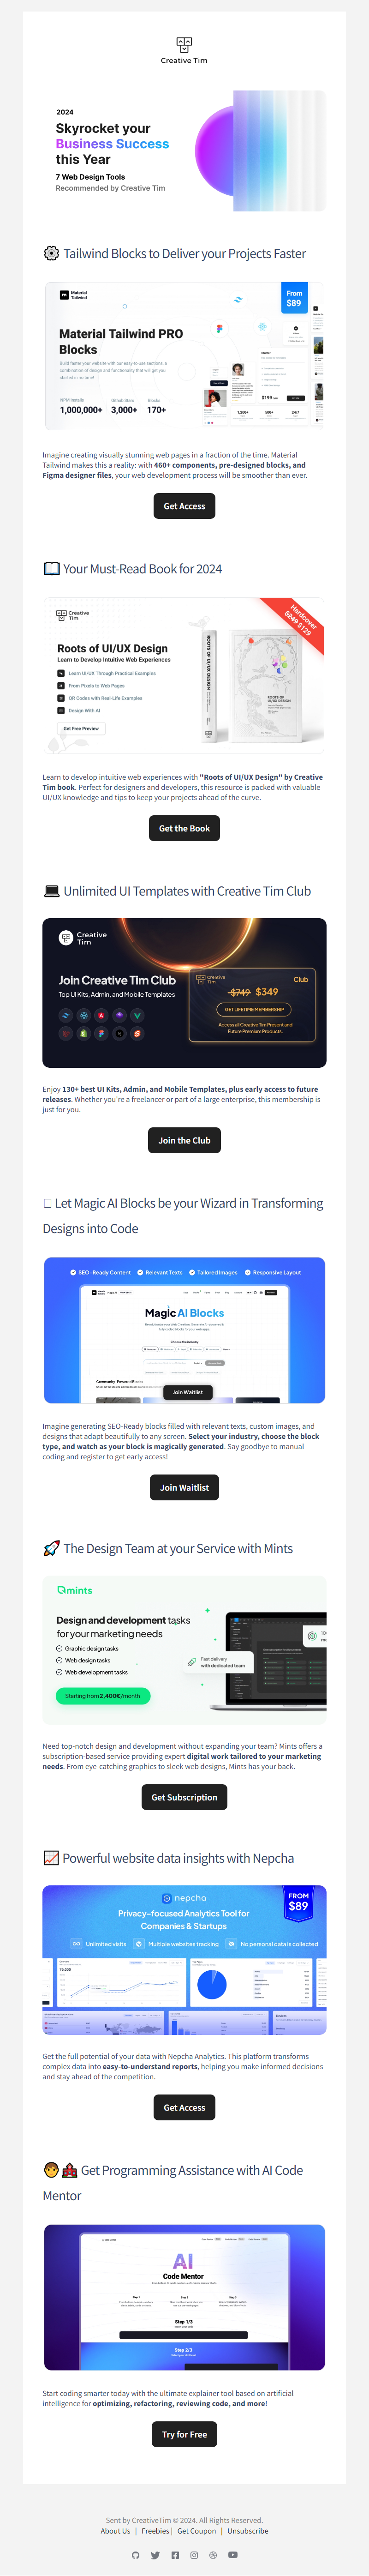 Creative Tim
2024
Skyrocket your
Business Success
this Year
7 Web Design Tools
Recommended by Creative Tim
Tailwind Blocks to Deliver your Projects Faster
Material
Tailwind
From
$89
Material Tailwind PRO
Blocks
NPM Installs
Github Stars
Blocks
1,000,000+
3,000+
170+
Imagine creating visually stunning web pages in a fraction of the time. Material
Tailwind makes this a reality: with 460+ components, pre-designed blocks, and
Figma designer files, your web development process will be smoother than ever.
Get Access
Your Must-Read Book for 2024
Creative
Tim
Hardcover
$249 $129
Roots of UI/UX Design
Learn to Develop Intuitive Web Experiences
Learn UI/UX Through Practical Examples
From Pixels to Web Pages
QR Codes with Real-Life Examples
Design With AI
Get Free Preview
ROOTS OF UI/UX DESIGN
ROOTS OF
UI/UX DESIGN
Learn to develop intuitive web experiences with "Roots of UI/UX Design" by Creative
Tim book. Perfect for designers and developers, this resource is packed with valuable
UI/UX knowledge and tips to keep your projects ahead of the curve.
Get the Book
Unlimited UI Templates with Creative Tim Club
Creative
Tim
Join Creative Tim Club
Top UI Kits, Admin, and Mobile Templates
Creative
Tim
Club
$749 $349
GET LIFETIME MEMBERSHIP
Access all Creative Tim Present and
Future Premium Products.
Enjoy 130+ best UI Kits, Admin, and Mobile Templates, plus early access to future
releases. Whether you're a freelancer or part of a large enterprise, this membership is
just for you.
Join the Club
Let Magic AI Blocks be your Wizard in Transforming
Designs into Code
SEO-Ready Content
Relevant Texts
Tailored Images
Responsive Layout
Magic AI Blocks
Join Waitlist
Imagine generating SEO-Ready blocks filled with relevant texts, custom images, and
designs that adapt beautifully to any screen. Select your industry, choose the block
type, and watch as your block is magically generated. Say goodbye to manual
coding and register to get early access!
Join Waitlist
The Design Team at your Service with Mints
mints
Design and development tasks
for your marketing needs
Graphic design tasks
Web design tasks
Web development tasks
Starting from 2,400€/month
Fast delivery
with dedicated team
Need top-notch design and development without expanding your team? Mints offers a
subscription-based service providing expert digital work tailored to your marketing
needs. From eye-catching graphics to sleek web designs, Mints has your back.
Get Subscription
Powerful website data insights with Nepcha
nepcha
FROM
$89
Privacy-focused Analytics Tool for
Companies & Startups
Unlimited visits
Multiple websites tracking
No personal data is collected
Get the full potential of your data with Nepcha Analytics. This platform transforms
complex data into easy-to-understand reports, helping you make informed decisions
and stay ahead of the competition.
Get Access
Get Programming Assistance with AI Code
Mentor
AI
Code Mentor
Step 1
Step 2
Step 3
Step 1/3
Step 2/3
Start coding smarter today with the ultimate explainer tool based on artificial
intelligence for optimizing, refactoring, reviewing code, and more!
Try for Free
Sent by CreativeTim © 2024. All Rights Reserved.
About Us | Freebies | Get Coupon | Unsubscribe